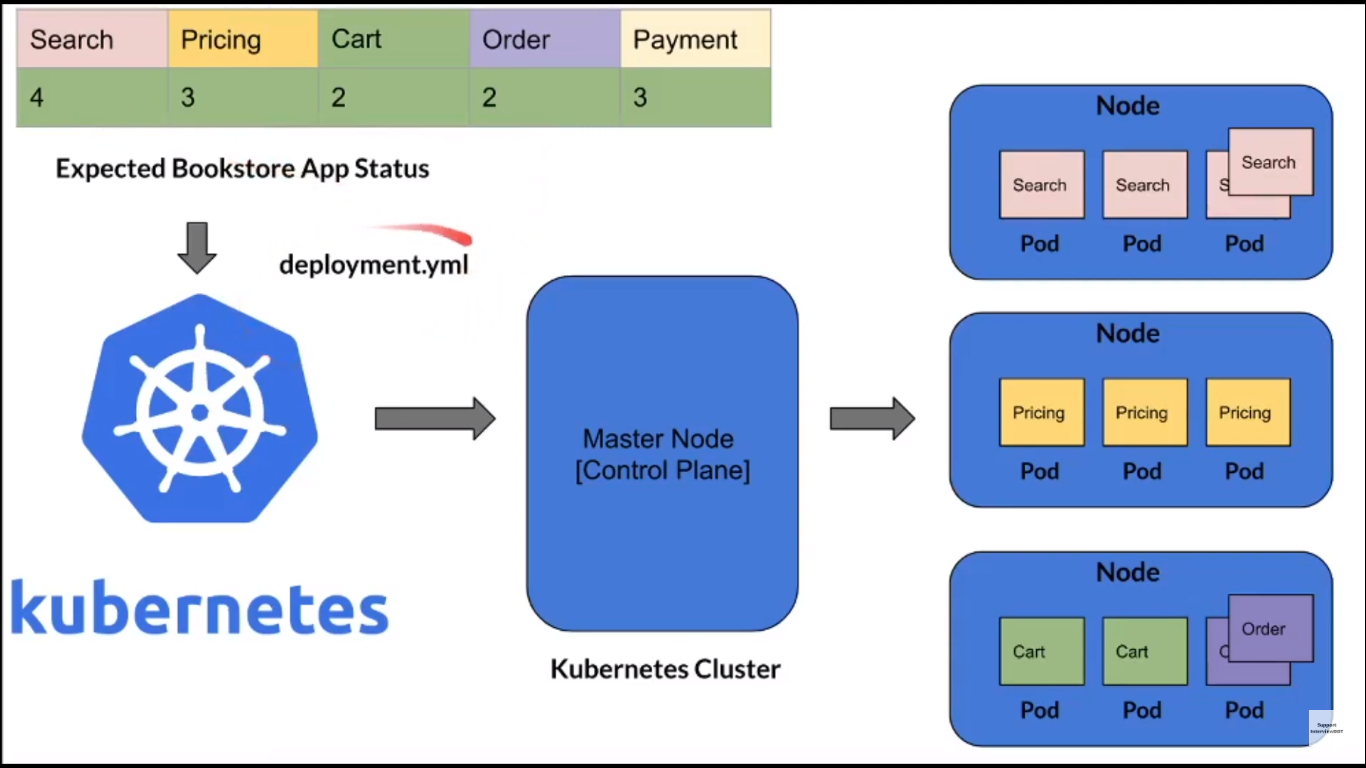 Search Pricing Cart Order Payment
4 3 2 2 3
Expected Bookstore App Status
deployment.yml
kubernetes
Master Node
[Control Plane]
Kubernetes Cluster
Node
Search
Search Search S
Pod Pod Pod
Node
Pricing Pricing Pricing
Pod Pod Pod
Node
Order
Cart Cart
Pod Pod Pod
Support